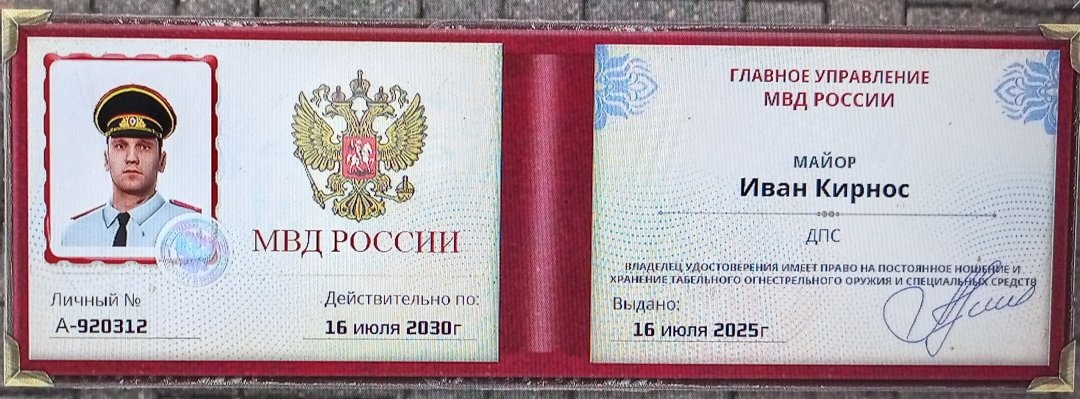 МВД РОССИИ
Личный №
А-920312
Действительно по:
16 июля 2030г
ГЛАВНОЕ УПРАВЛЕНИЕ
МВД РОССИИ
МАЙОР
Иван Кирнос
ДПС
ВЛАДЕЛЕЦ УДОСТОВЕРЕНИЯ ИМЕЕТ ПРАВО НА ПОСТОЯННОЕ НОШЕНИЕ И
ХРАНЕНИЕ ТАБЕЛЬНОГО ОГНЕСТРЕЛЬНОГО ОРУЖИЯ И СПЕЦИАЛЬНЫХ СРЕДСТВ
Выдано:
16 июля 2025г